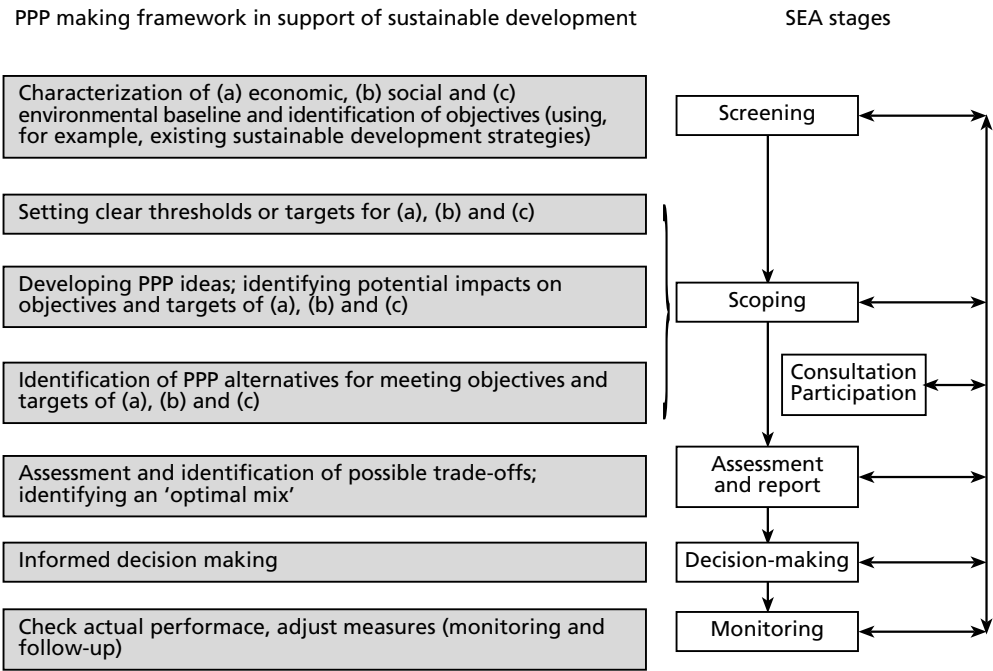 PPP making framework in support of sustainable development
SEA stages
Characterization of (a) economic, (b) social and (c)
environmental baseline and identification of objectives (using,
for example, existing sustainable development strategies)
Screening
Setting clear thresholds or targets for (a), (b) and (c)
Developing PPP ideas; identifying potential impacts on
objectives and targets of (a), (b) and (c)
Scoping
Identification of PPP alternatives for meeting objectives and
targets of (a), (b) and (c)
Consultation
Participation
Assessment and identification of possible trade-offs;
identifying an ‘optimal mix’
Assessment
and report
Informed decision making
Decision-making
Check actual performace, adjust measures (monitoring and
follow-up)
Monitoring